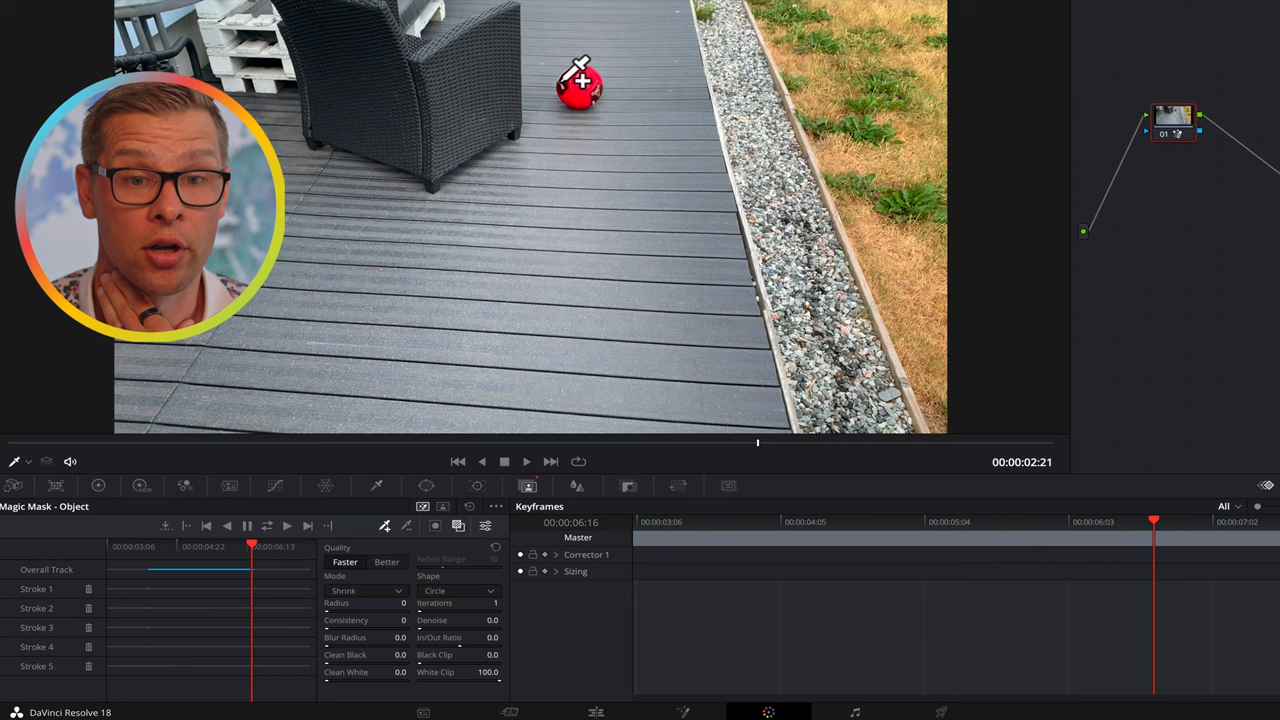 01
00:00:02:21
Magic Mask - Object
Keyframes
All
00:00:06:16
00:00:03:06
00:00:04:05
00:00:05:04
00:00:06:03
00:00:07:02
Master
Corrector 1
Sizing
00:00:03:06
00:00:04:22
00:00:06:13
Overall Track
Stroke 1
Stroke 2
Stroke 3
Stroke 4
Stroke 5
Quality
Faster
Better
Refine Range
30
Mode
Shape
Shrink
Circle
Radius 0
Iterations 1
Consistency 0
Denoise 0.0
Blur Radius 0.0
In/Out Ratio 0.0
Clean Black 0.0
Black Clip 0.0
Clean White 0.0
White Clip 100.0
DaVinci Resolve 18